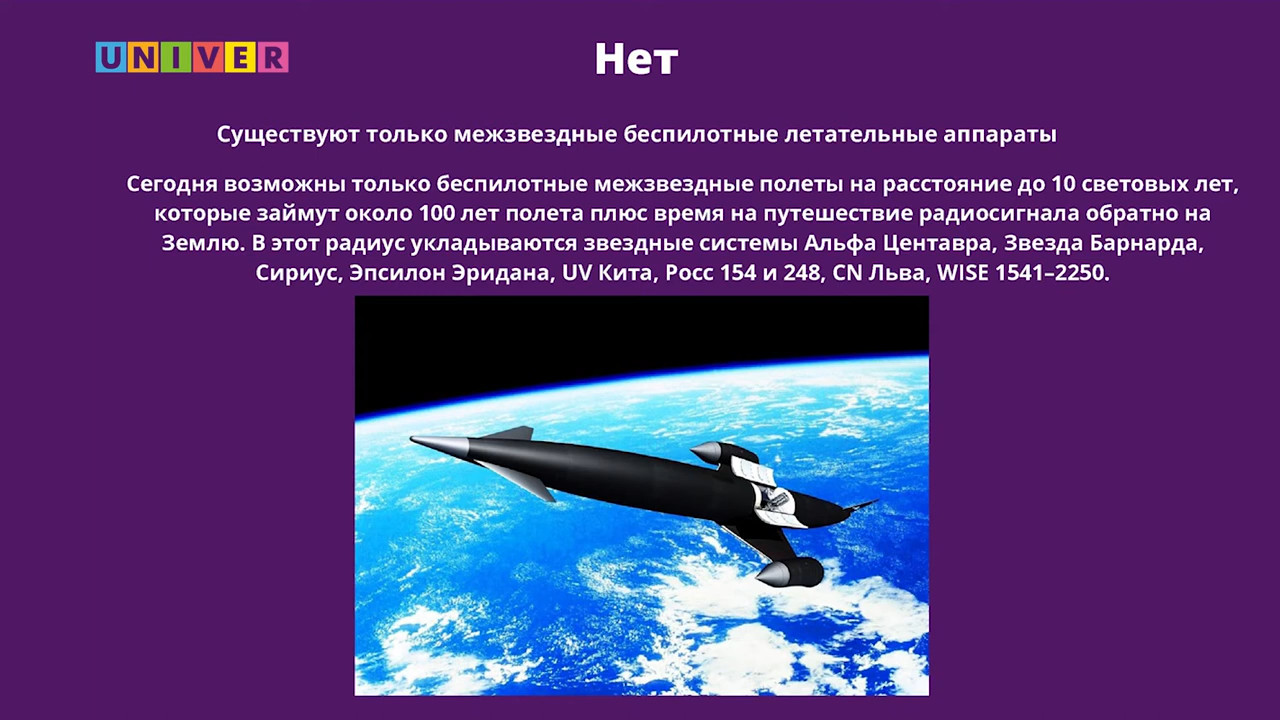 UNIVER
Нет
Существуют только межзвездные беспилотные летательные аппараты
Сегодня возможны только беспилотные межзвездные полеты на расстояние до 10 световых лет,
которые займут около 100 лет полета плюс время на путешествие радиосигнала обратно на
Землю. В этот радиус укладываются звездные системы Альфа Центавра, Звезда Барнарда,
Сириус, Эпсилон Эридана, UV Кита, Росс 154 и 248, CN Льва, WISE 1541–2250.